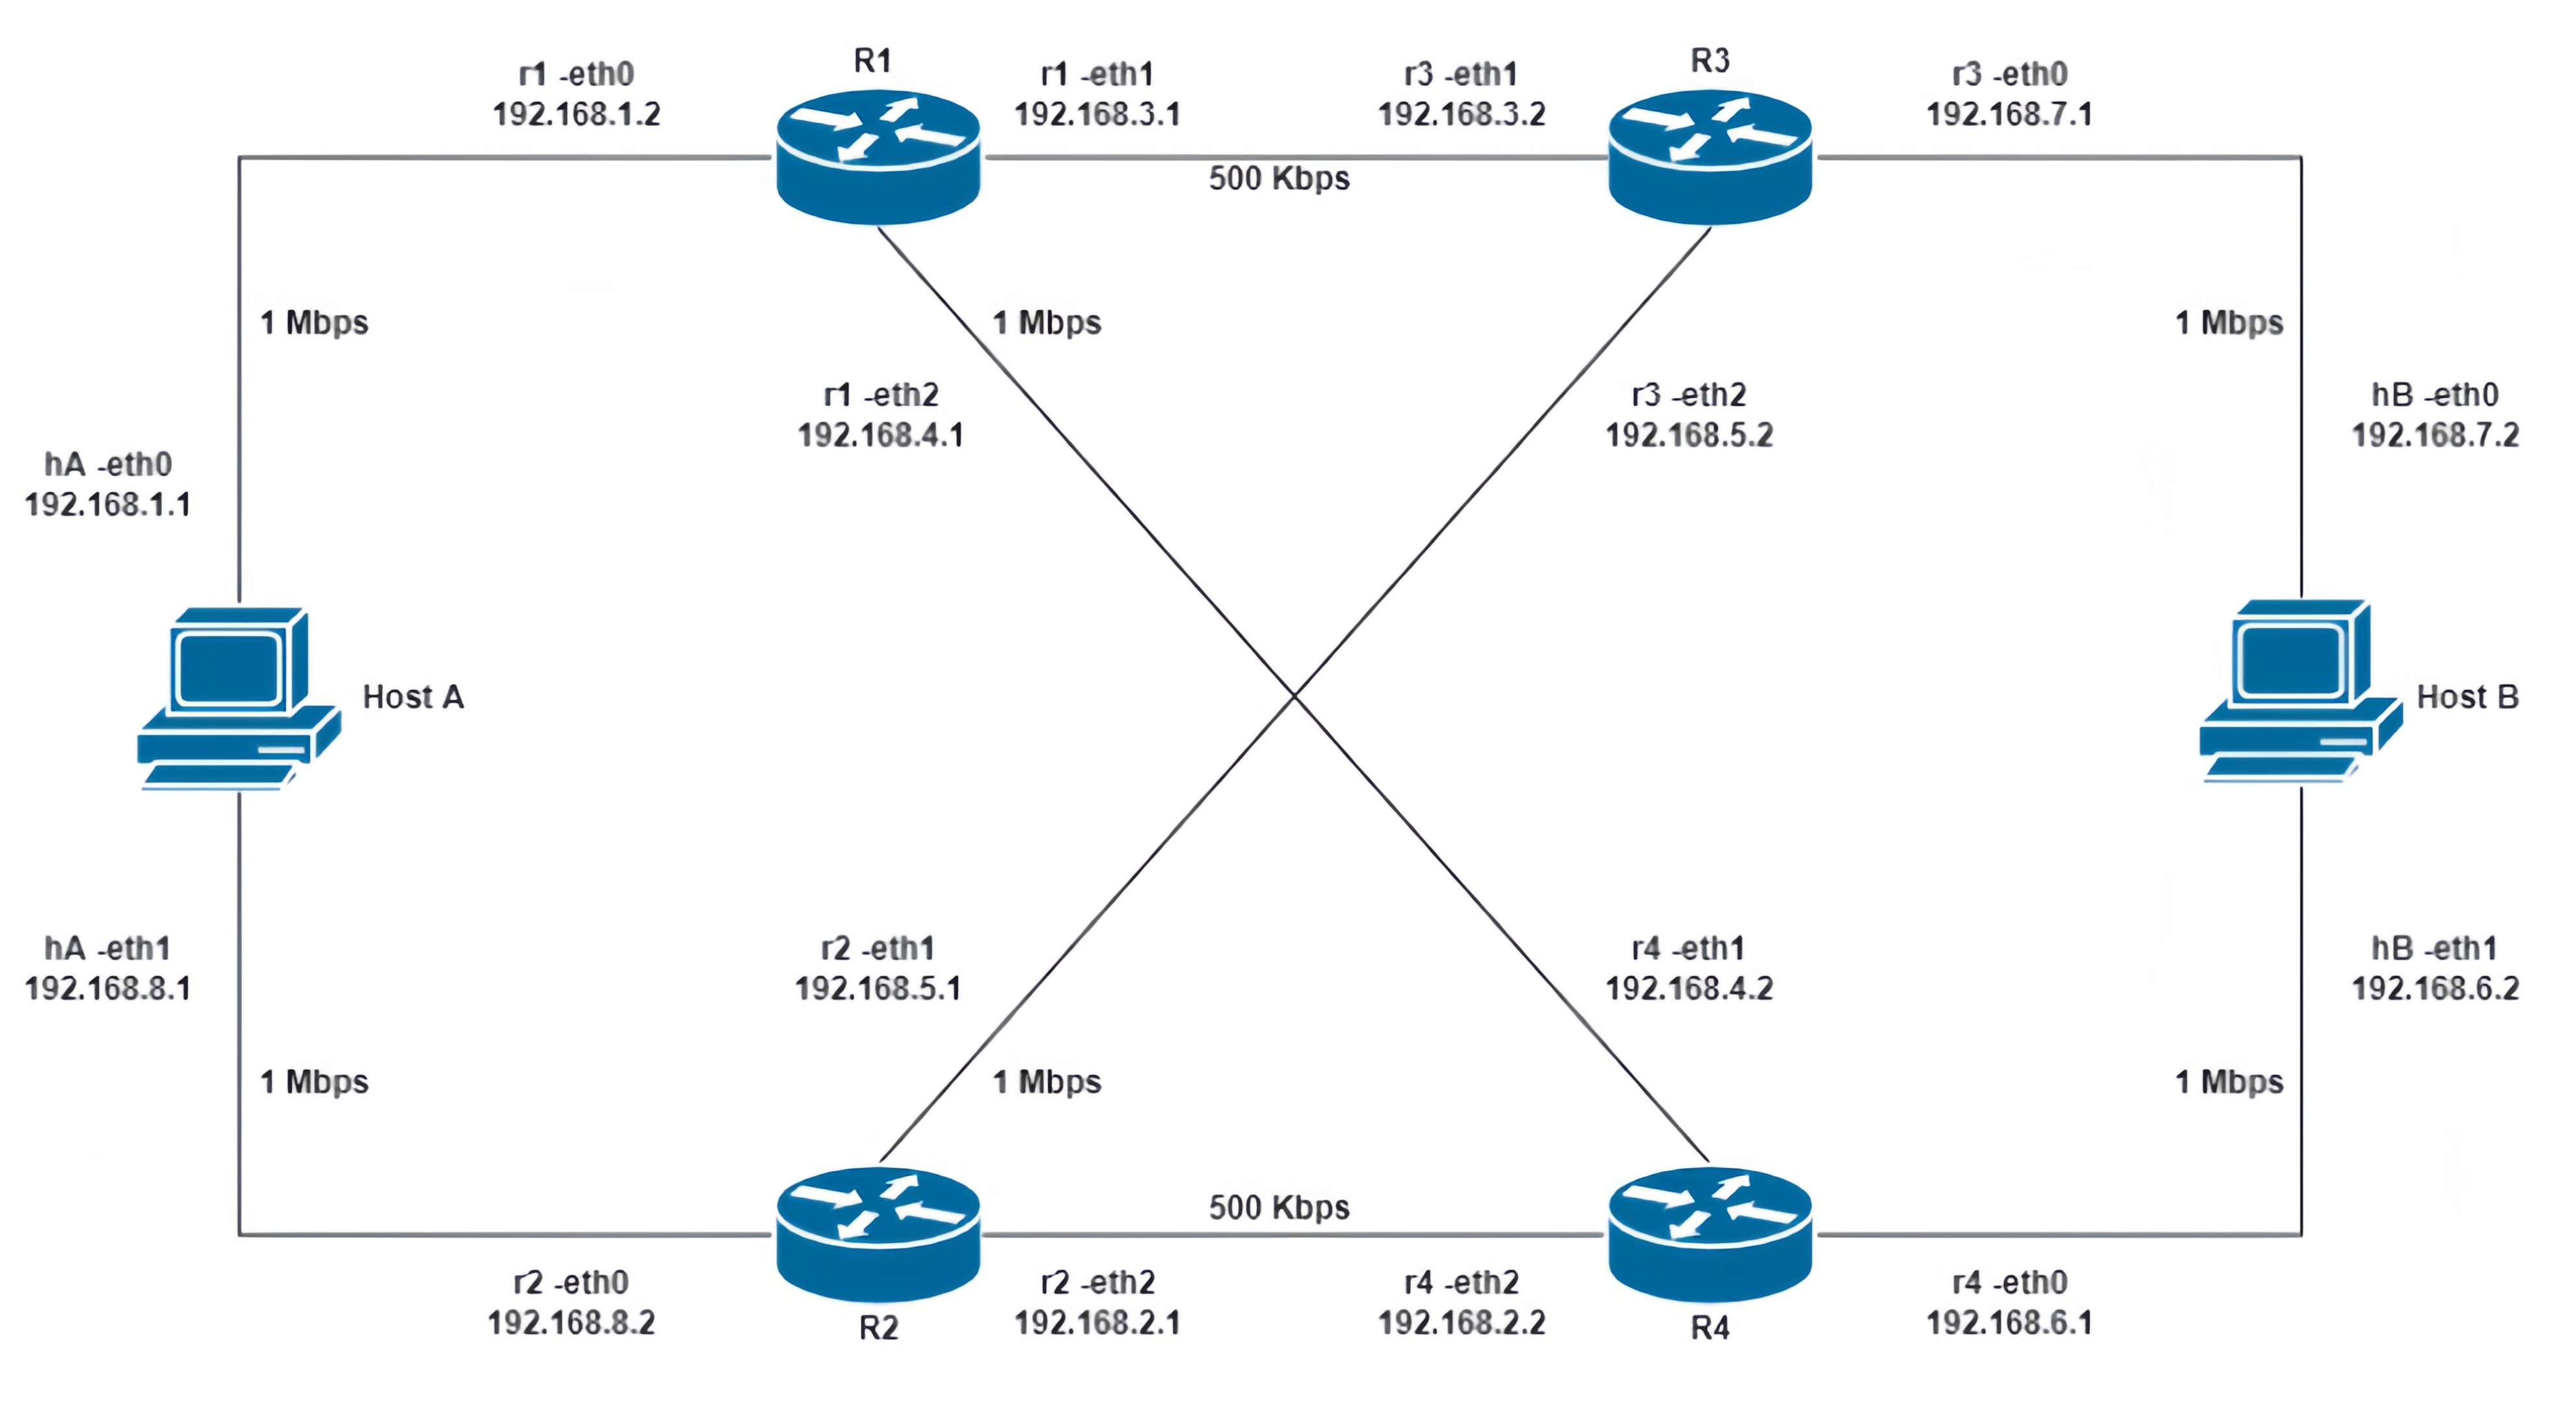 R1
R3
r1 -eth0
192.168.1.2
r1 -eth1
192.168.3.1
r3 -eth1
192.168.3.2
r3 -eth0
192.168.7.1
500 Kbps
1 Mbps
1 Mbps
1 Mbps
r1 -eth2
192.168.4.1
r3 -eth2
192.168.5.2
hB -eth0
192.168.7.2
hA -eth0
192.168.1.1
Host A
Host B
hA -eth1
192.168.8.1
r2 -eth1
192.168.5.1
r4 -eth1
192.168.4.2
hB -eth1
192.168.6.2
1 Mbps
1 Mbps
1 Mbps
500 Kbps
r2 -eth0
192.168.8.2
R2
r2 -eth2
192.168.2.1
r4 -eth2
192.168.2.2
R4
r4 -eth0
192.168.6.1